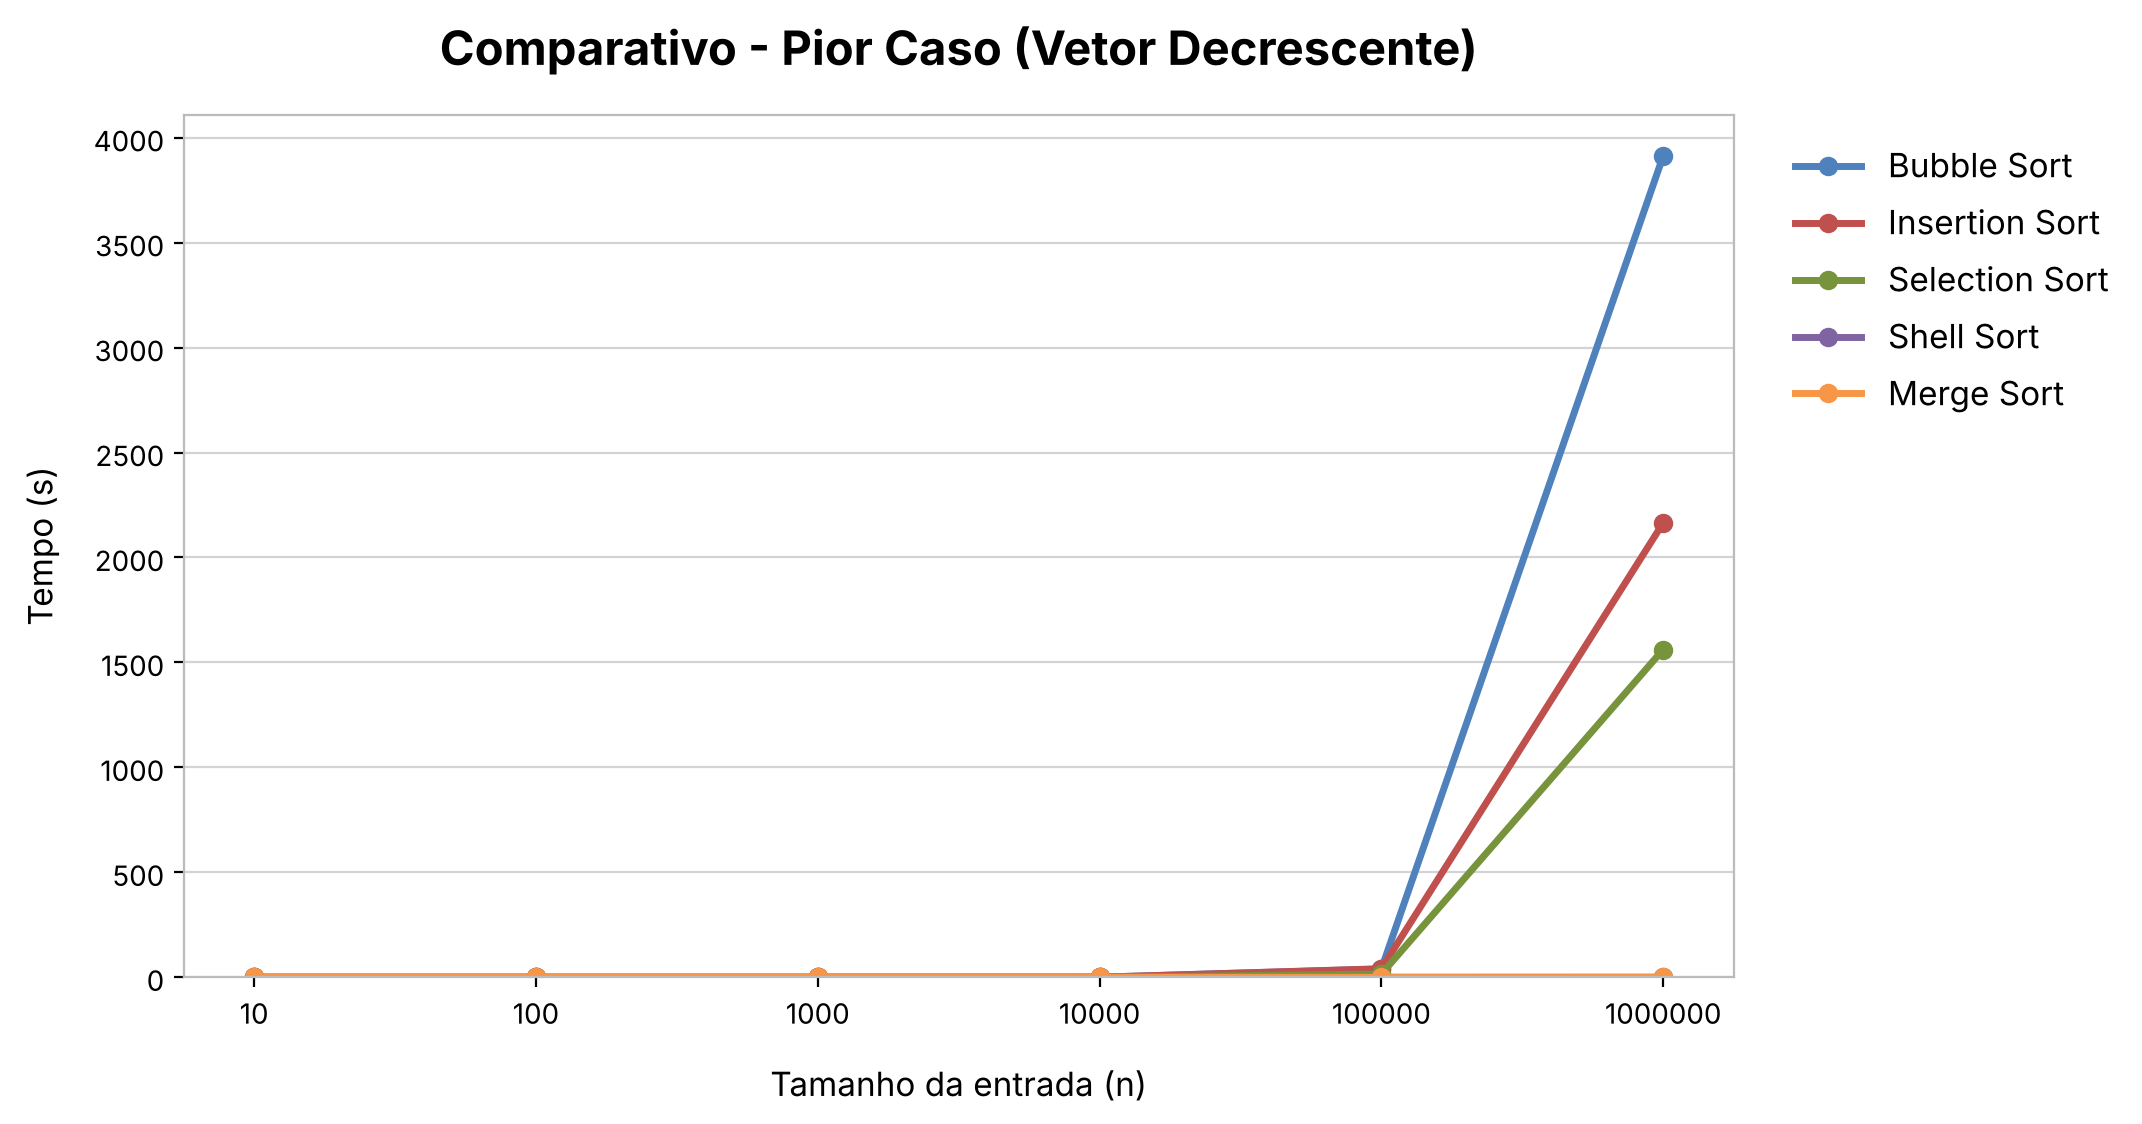 Comparativo - Pior Caso (Vetor Decrescente)
4000
3500
3000
2500
2000
1500
1000
500
0
Tempo (s)
10 100 1000 10000 100000 1000000
Tamanho da entrada (n)
Bubble Sort
Insertion Sort
Selection Sort
Shell Sort
Merge Sort